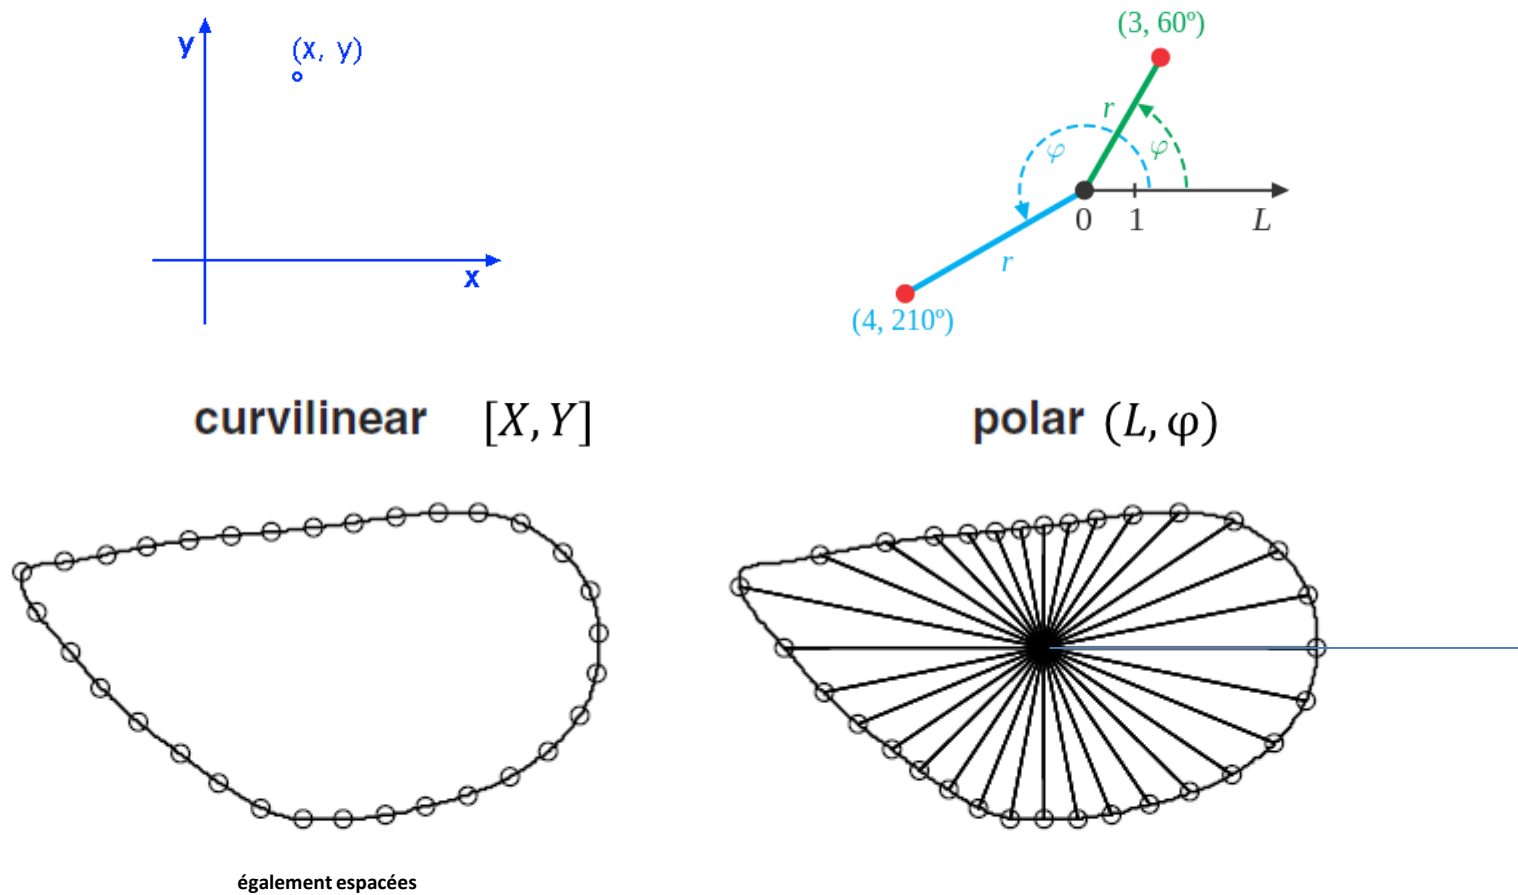 y
(x, y)
x
(3, 60º)
r
φ
φ
0
1
L
r
(4, 210º)
curvilinear [X, Y]
polar (L, φ)
également espacées